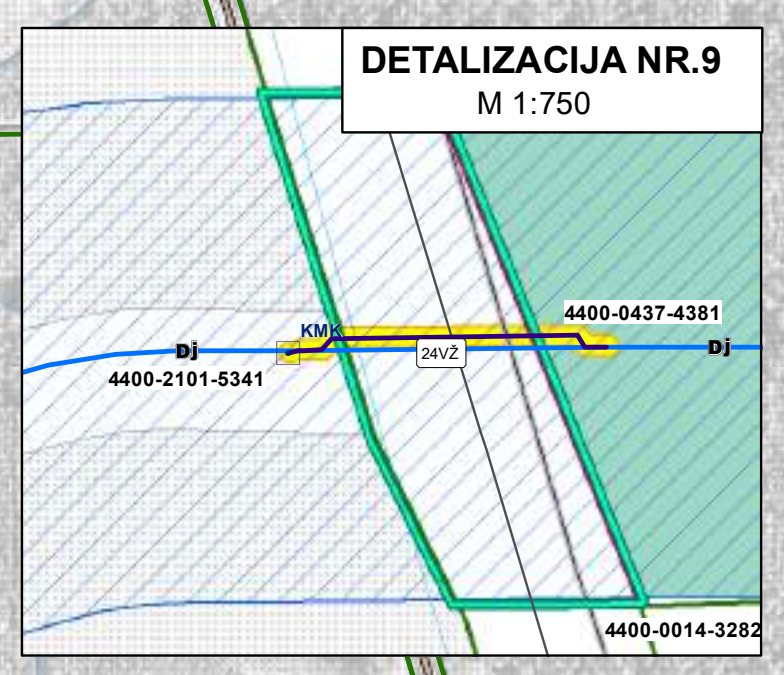 DETALIZACIJA NR.9
M 1:750
4400-0437-4381
KMK
Dj
24VŽ
Dj
4400-2101-5341
4400-0014-3282